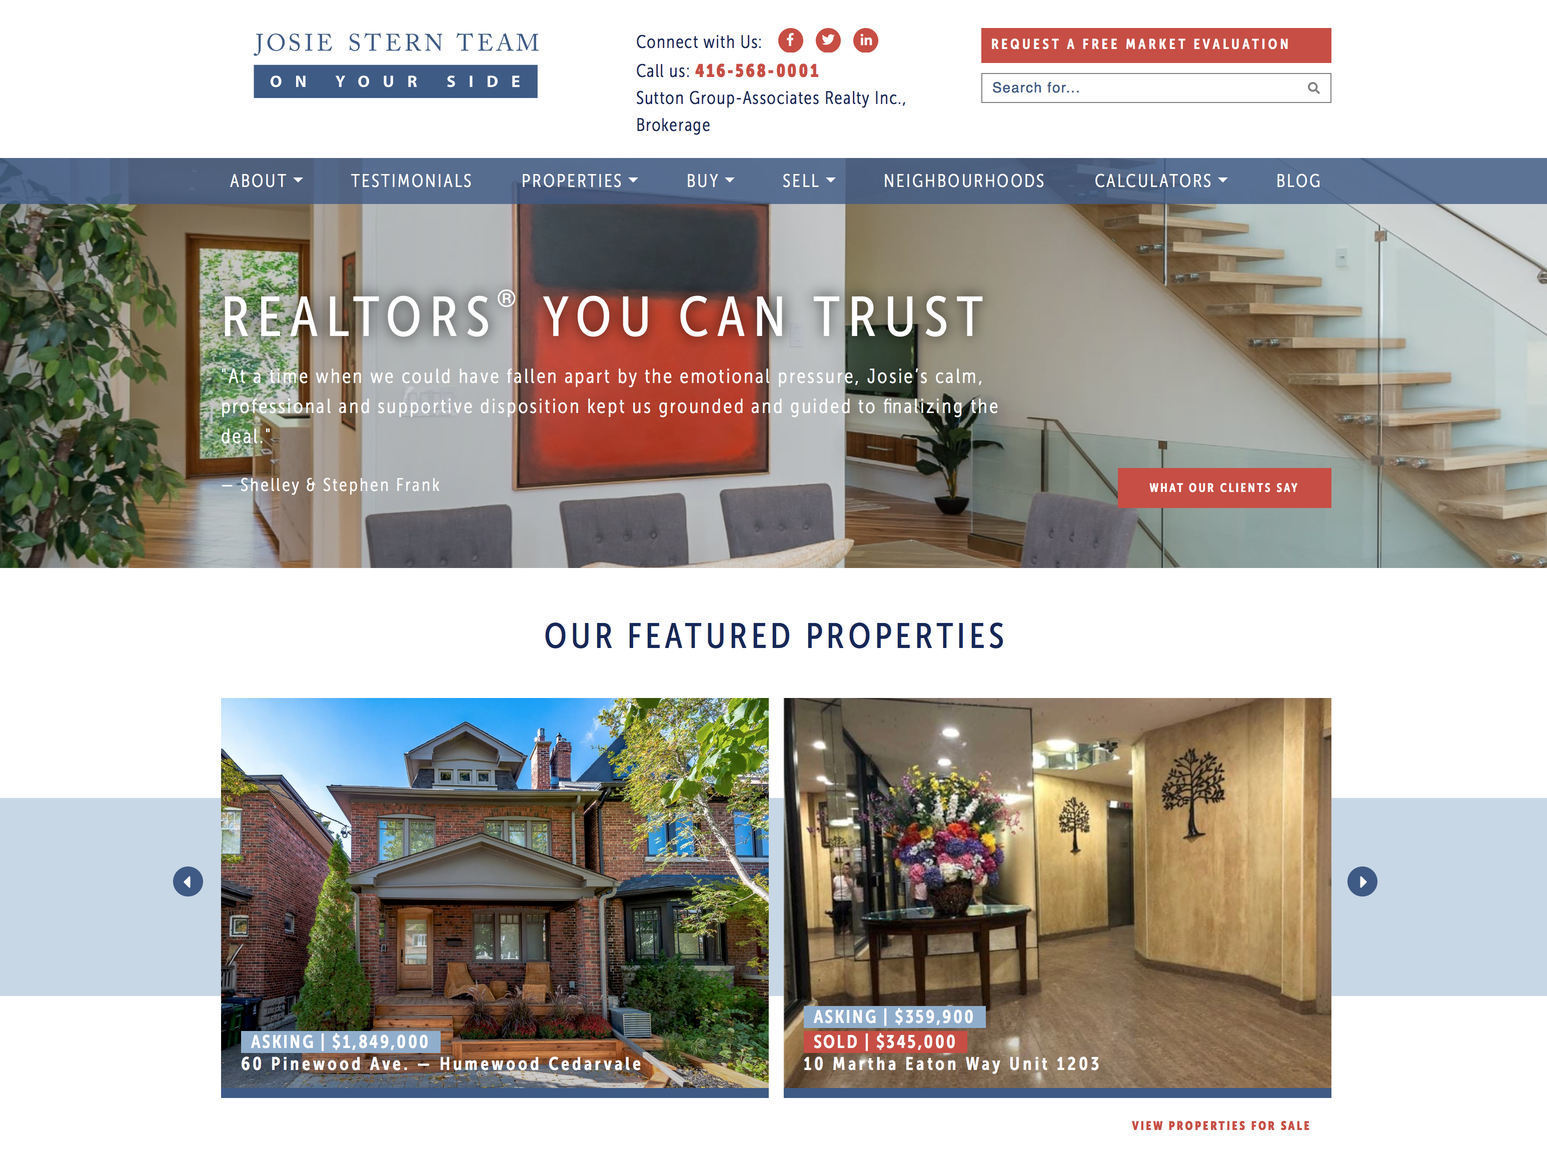 JOSIE STERN TEAM
ON YOUR SIDE
Connect with Us:
Call us: 416-568-0001
Sutton Group-Associates Realty Inc.,
Brokerage
REQUEST A FREE MARKET EVALUATION
Search for...
ABOUT TESTIMONIALS PROPERTIES BUY SELL NEIGHBOURHOODS CALCULATORS BLOG
REALTORS® YOU CAN TRUST
"At a time when we could have fallen apart by the emotional pressure, Josie's calm,
professional and supportive disposition kept us grounded and guided to finalizing the
deal."
– Shelley & Stephen Frank
WHAT OUR CLIENTS SAY
OUR FEATURED PROPERTIES
ASKING | $1,849,000
60 Pinewood Ave. – Humewood Cedarvale
ASKING | $359,900
SOLD | $345,000
10 Martha Eaton Way Unit 1203
VIEW PROPERTIES FOR SALE